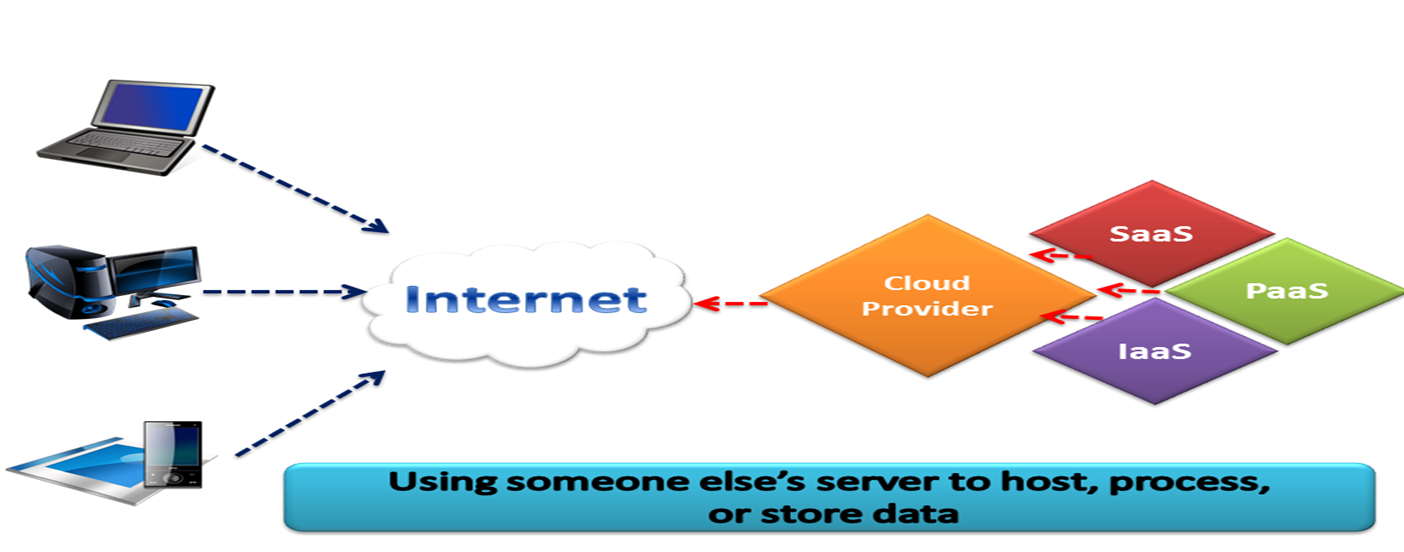 SaaS
Cloud
Provider
PaaS
Internet
IaaS
Using someone else's server to host, process,
or store data